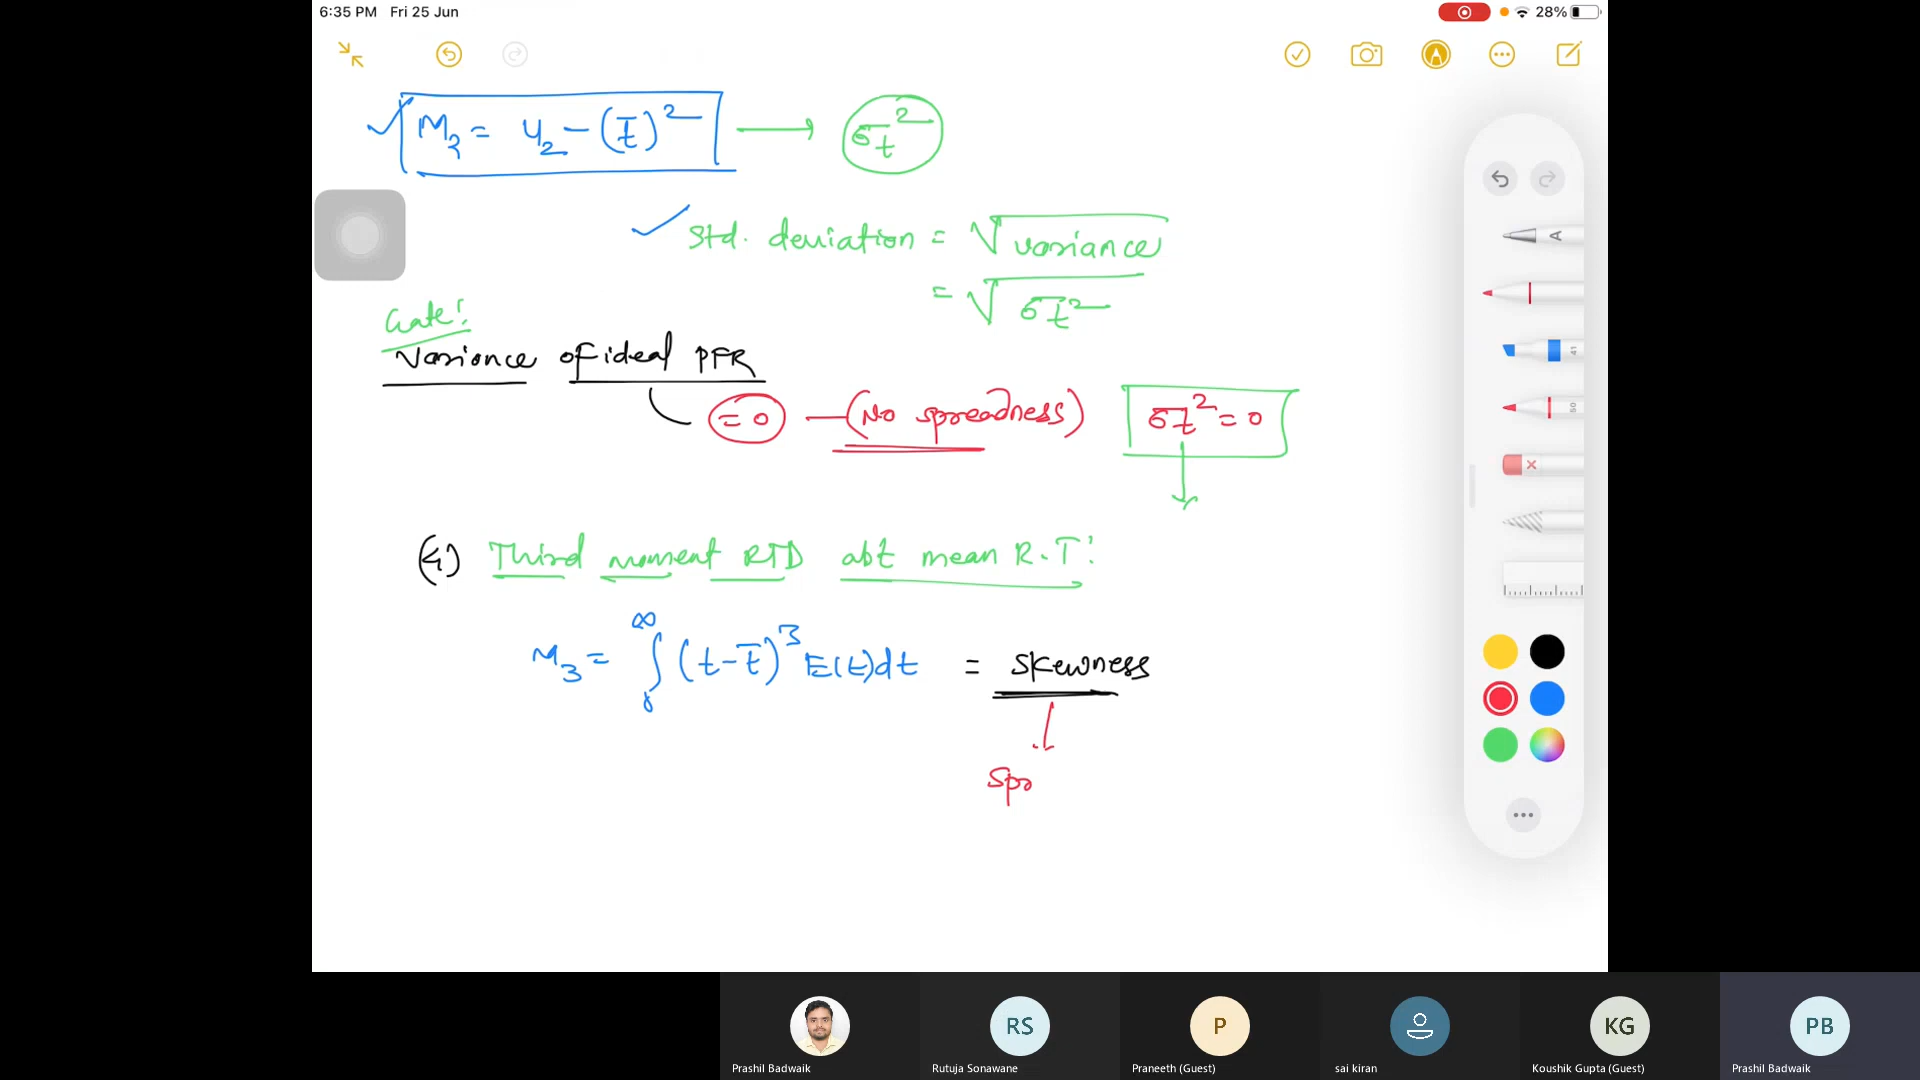 6:35 PM Fri 25 Jun
28%
M₂ = μ₂ - (t̄)² → σt²
Std. deviation = √variance
= √σt²
Gate:
Variance of ideal PFR
= 0 — (No spreadness) σt² = 0
(4) Third moment RTD abt mean R.T:
M₃ = ∫₀^∞ (t - t̄)³ E(t)dt = Skewness
Spr
A
41
50
RS P KG PB
Prashil Badwaik Rutuja Sonawane Praneeth (Guest) sai kiran Koushik Gupta (Guest) Prashil Badwaik